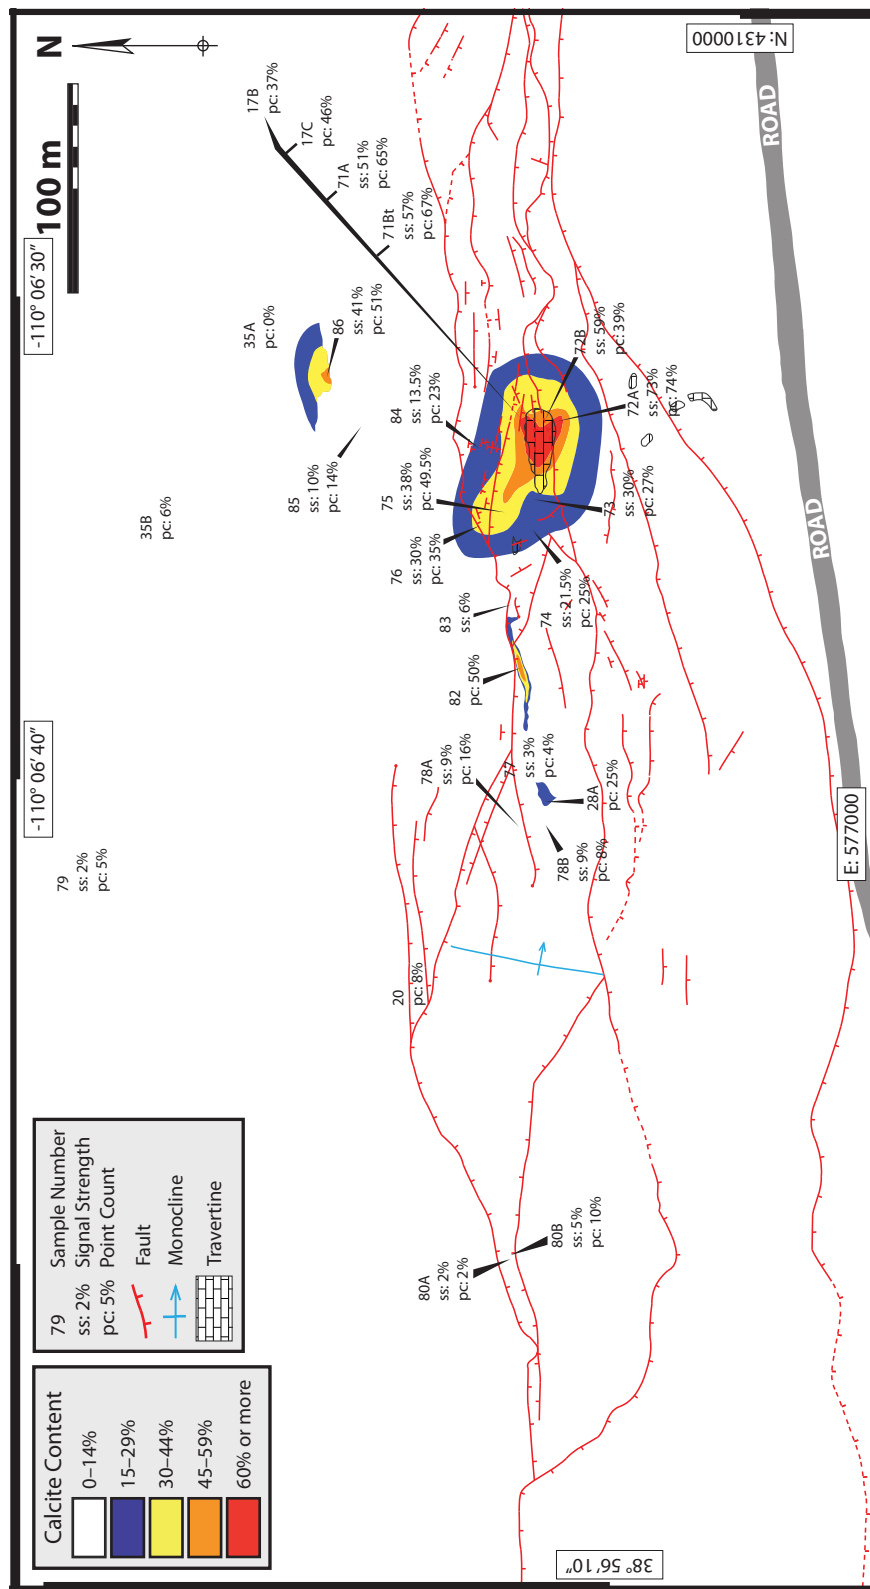 Calcite Content
0–14%
15–29%
30–44%
45–59%
60% or more
79 Sample Number
ss: 2% Signal Strength
pc: 5% Point Count
Fault
Monocline
Travertine
-110° 06′ 40″
-110° 06′ 30″
100 m
N
79
ss: 2%
pc: 5%
35B
pc: 6%
35A
pc: 0%
17B
pc: 37%
17C
pc: 46%
71A
ss: 51%
pc: 65%
71Bt
ss: 57%
pc: 67%
86
ss: 41%
pc: 51%
85
ss: 10%
pc: 14%
84
ss: 13.5%
pc: 23%
75
ss: 38%
pc: 49.5%
76
ss: 30%
pc: 35%
83
ss: 6%
82
pc: 50%
78A
ss: 9%
pc: 16%
20
pc: 8%
80A
ss: 2%
pc: 2%
80B
ss: 5%
pc: 10%
77
ss: 3%
pc: 4%
28A
pc: 25%
78B
ss: 9%
pc: 8%
74
ss: 21.5%
pc: 25%
73
ss: 30%
pc: 27%
72B
ss: 59%
pc: 39%
72A
ss: 73%
pc: 74%
38° 56′ 10″
E: 577000
ROAD
ROAD
N: 4310000